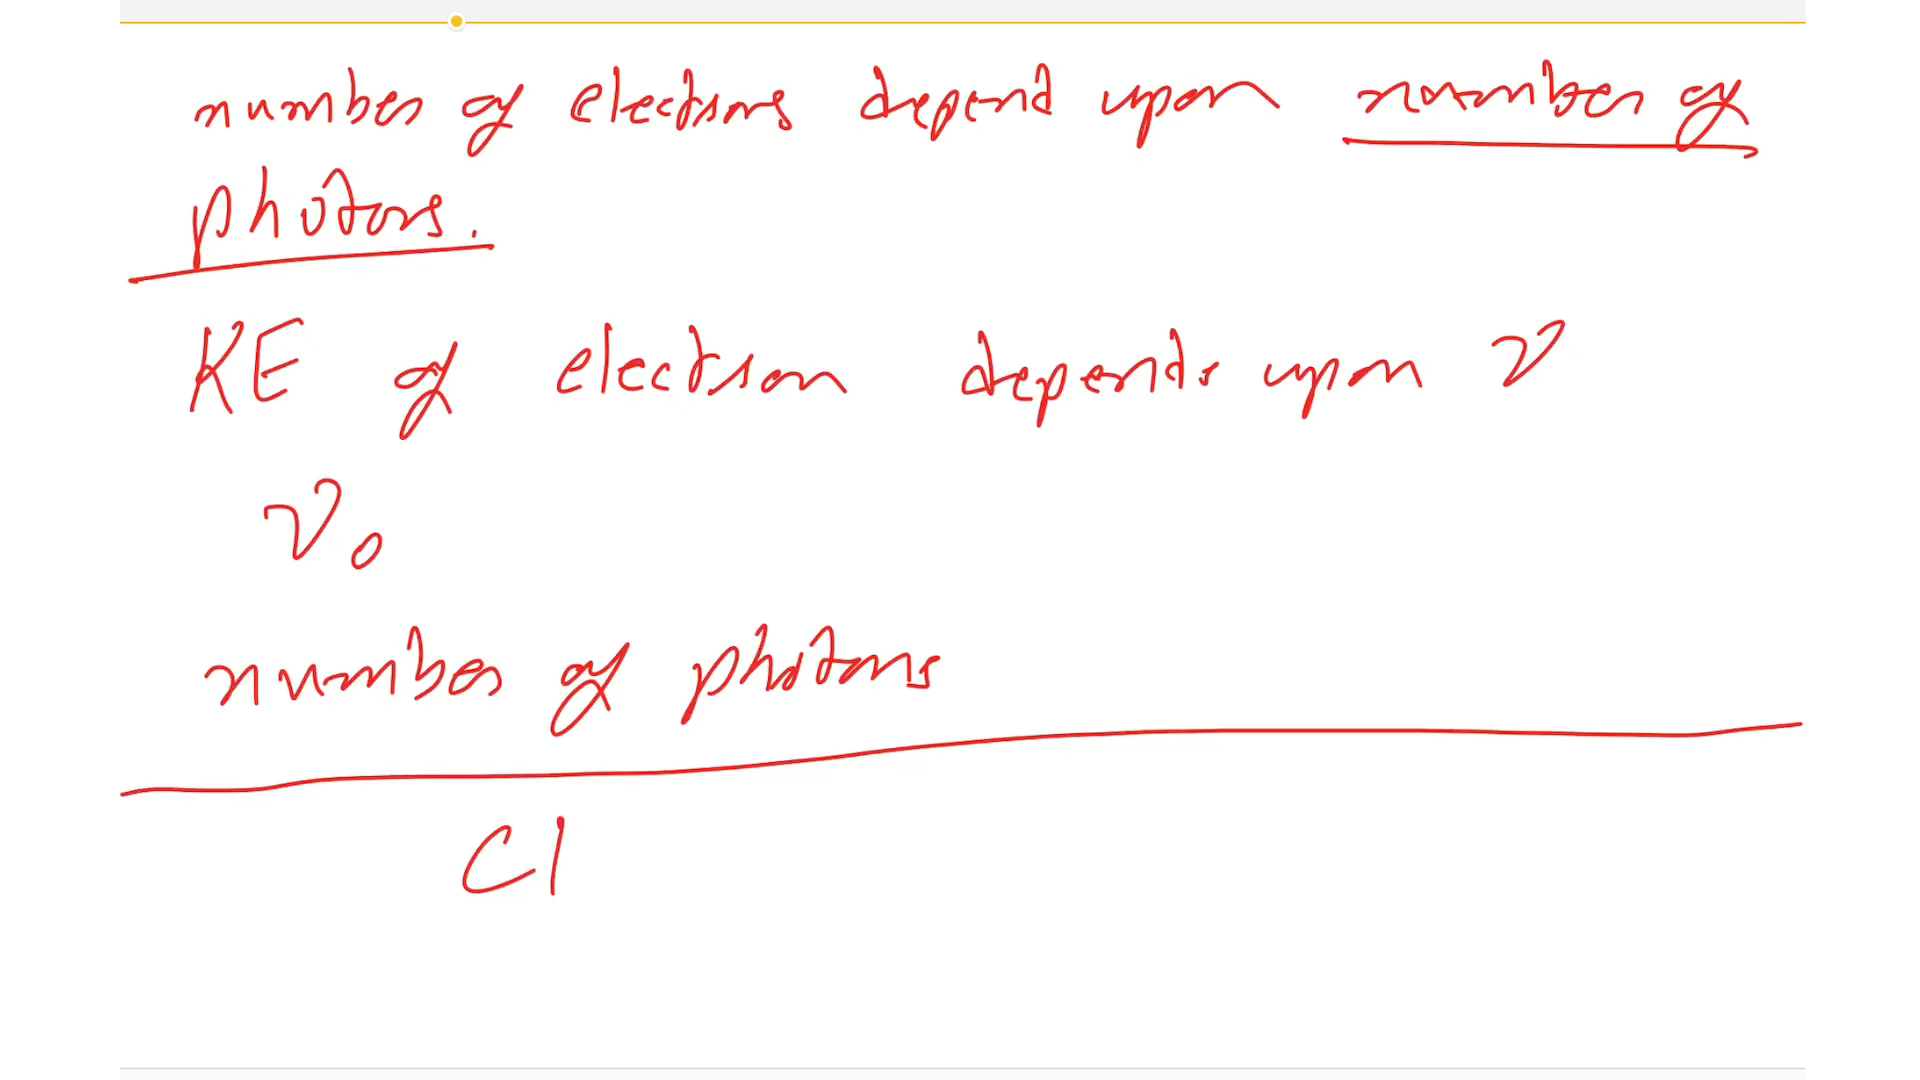 number of electrons depend upon number of
photons.
KE of electron depends upon ν
ν₀
number of photons
Cl